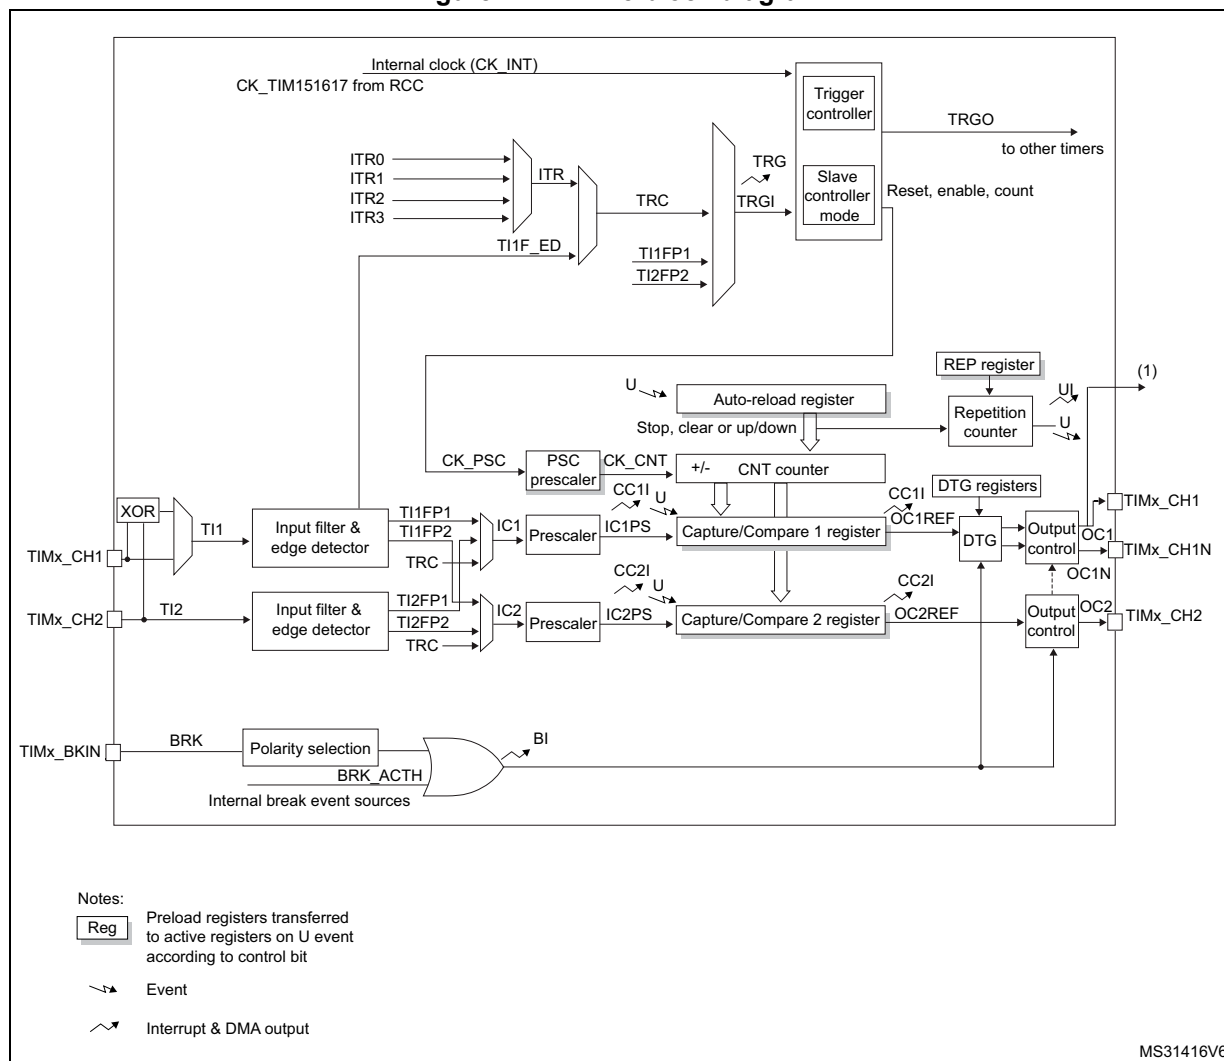 Internal clock (CK_INT)
CK_TIM151617 from RCC
Trigger
controller
TRGO
to other timers
ITR0
ITR1
ITR2
ITR3
ITR
TRC
TRG
TRGI
Slave
controller
mode
Reset, enable, count
TI1F_ED
TI1FP1
TI2FP2
REP register
(1)
U
Auto-reload register
UI
Repetition
counter
U
Stop, clear or up/down
CK_PSC
PSC
prescaler
CK_CNT
+/-
CNT counter
DTG registers
XOR
TI1
Input filter &
edge detector
TI1FP1
TI1FP2
TRC
IC1
Prescaler
IC1PS
CC1I
U
Capture/Compare 1 register
CC1I
OC1REF
DTG
Output
control
OC1
TIMx_CH1
TIMx_CH1N
OC1N
TIMx_CH1
TIMx_CH2
TI2
Input filter &
edge detector
TI2FP1
TI2FP2
TRC
IC2
Prescaler
IC2PS
CC2I
U
Capture/Compare 2 register
CC2I
OC2REF
Output
control
OC2
TIMx_CH2
TIMx_BKIN
BRK
Polarity selection
BRK_ACTH
Internal break event sources
BI
Notes:
Reg
Preload registers transferred
to active registers on U event
according to control bit
Event
Interrupt & DMA output
MS31416V6